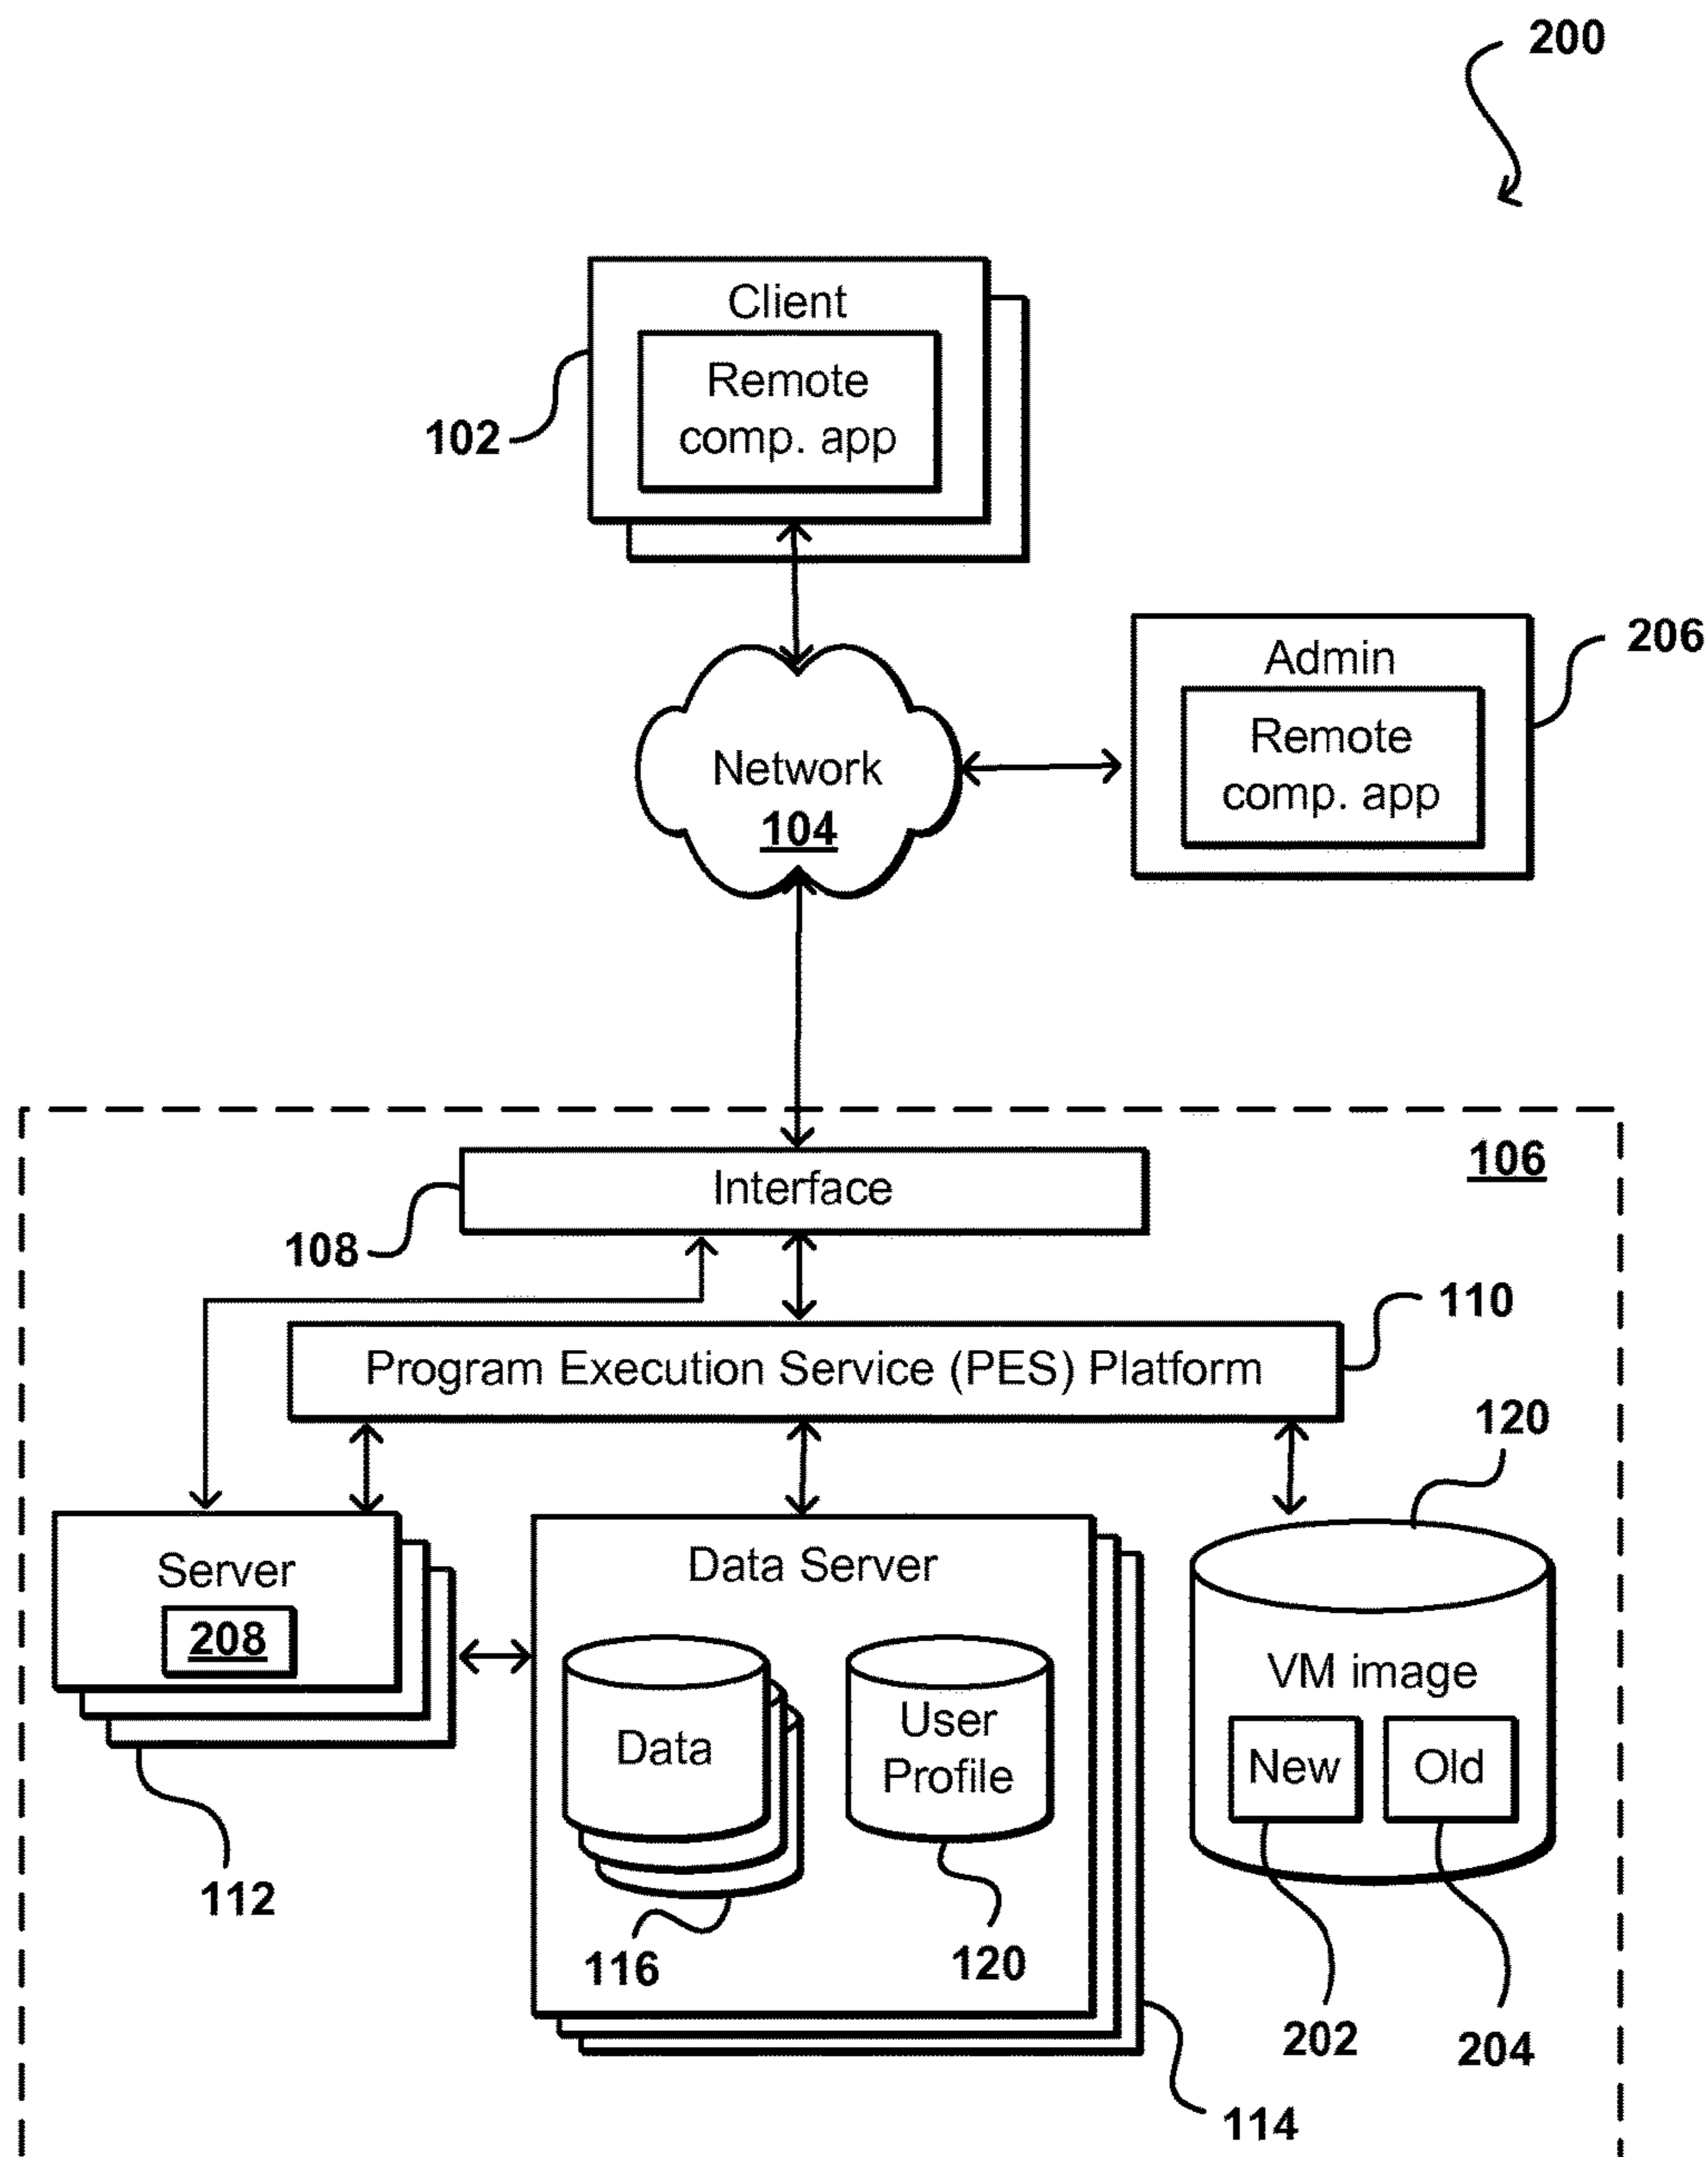 200
Client
Remote
comp. app
102
206
Admin
Remote
comp. app
Network
104
106
Interface
108
110
Program Execution Service (PES) Platform
120
Server
208
Data Server
VM image
Data
User
Profile
New
Old
112
116
120
202
204
114